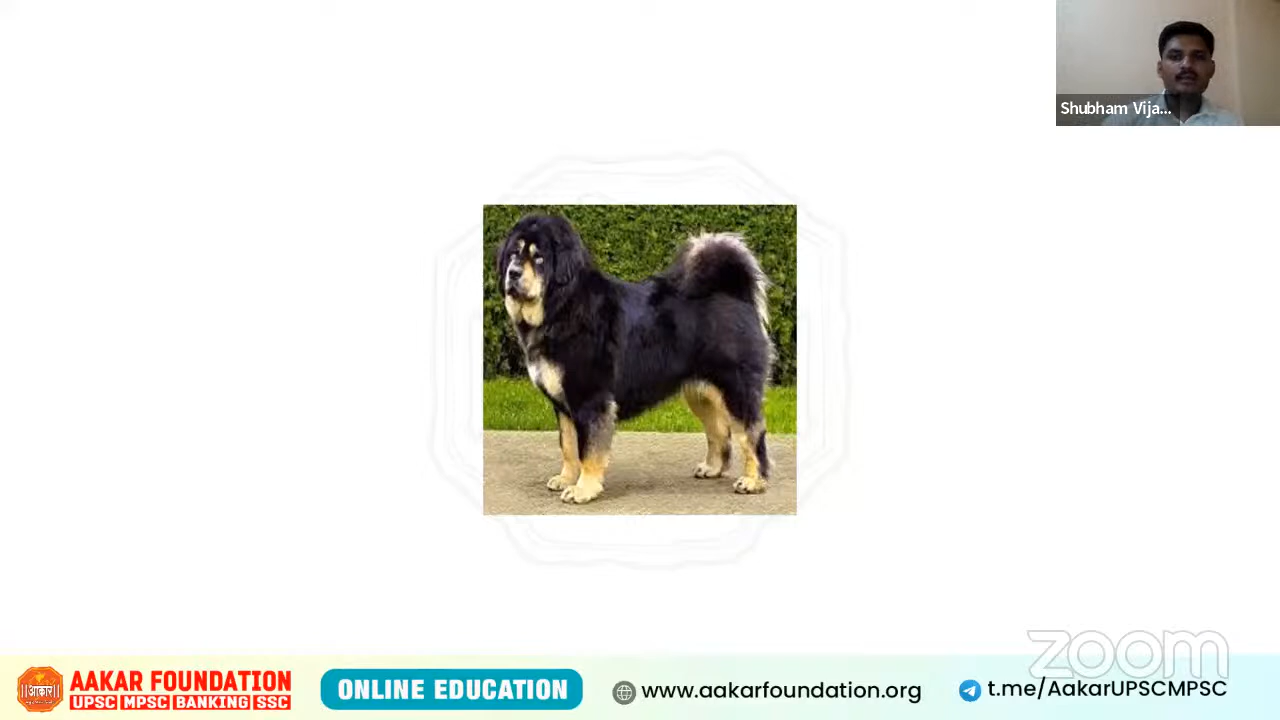 Shubham Vija...
zoom
॥आकार॥
AAKAR FOUNDATION
UPSC MPSC BANKING SSC
ONLINE EDUCATION
www.aakarfoundation.org
t.me/AakarUPSCMPSC